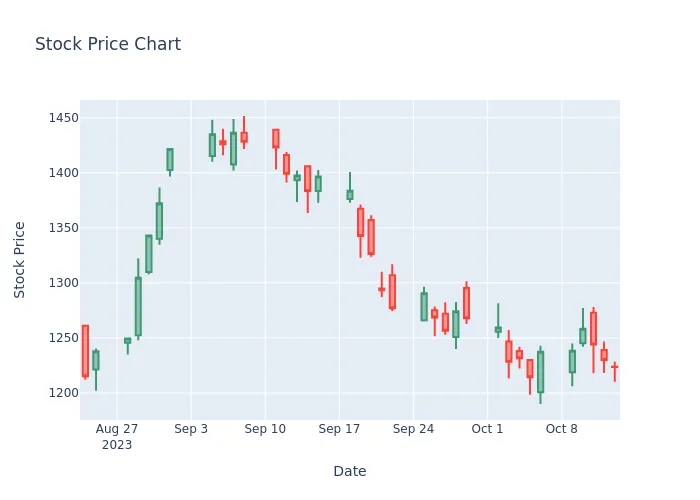 Stock Price Chart
1450
1400
1350
1300
1250
1200
Stock Price
Aug 27
2023
Sep 3
Sep 10
Sep 17
Sep 24
Oct 1
Oct 8
Date